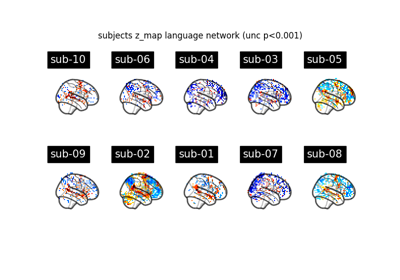 subjects z_map language network (unc p<0.001)
sub-10 sub-06 sub-04 sub-03 sub-05
sub-09 sub-02 sub-01 sub-07 sub-08